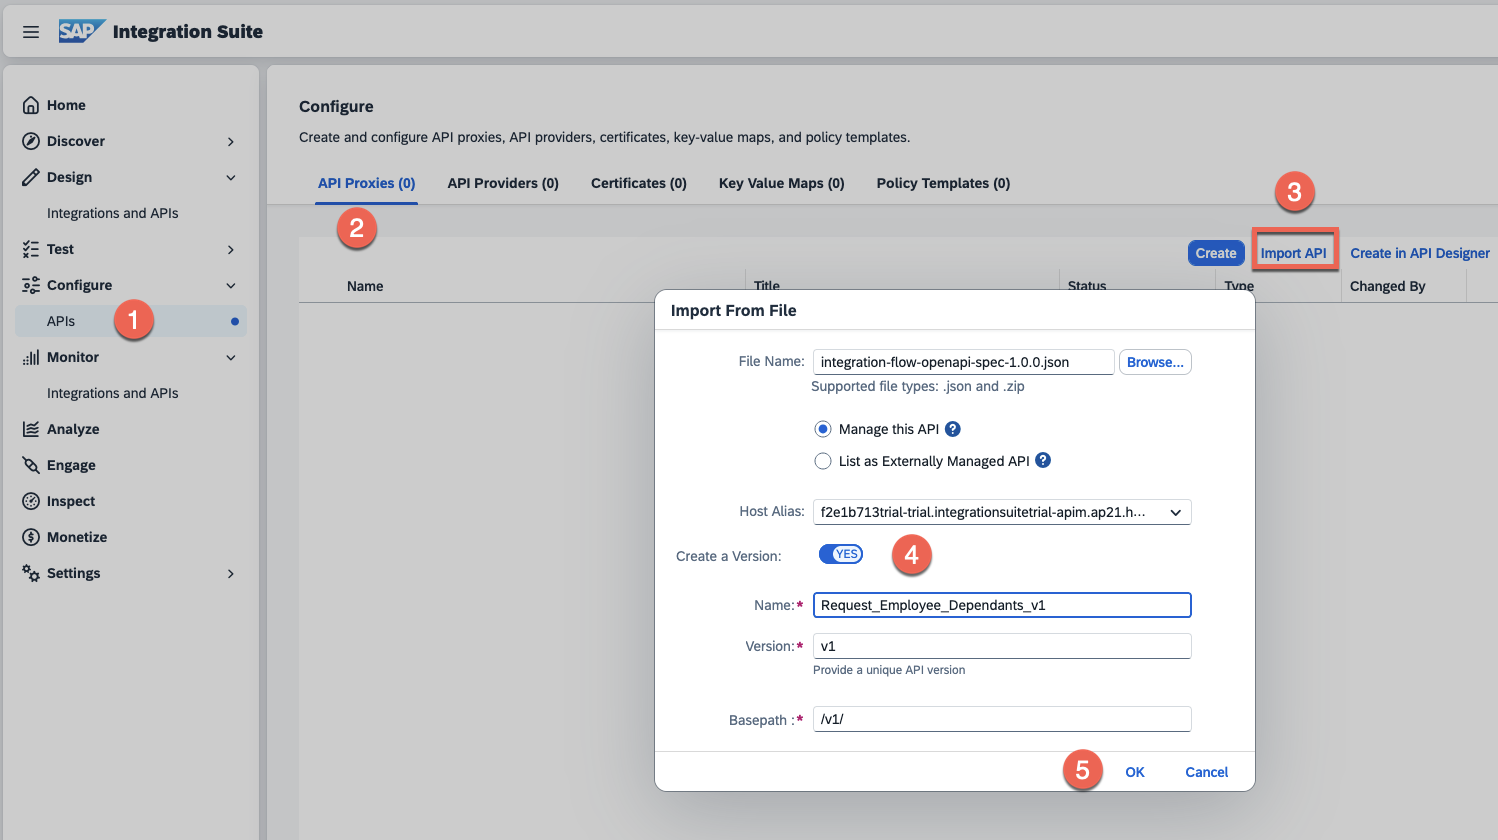 SAP Integration Suite
Home
Discover
Design
Integrations and APIs
Test
Configure
APIs
1
Monitor
Integrations and APIs
Analyze
Engage
Inspect
Monetize
Settings
Configure
Create and configure API proxies, API providers, certificates, key-value maps, and policy templates.
API Proxies (0) API Providers (0) Certificates (0) Key Value Maps (0) Policy Templates (0)
2
3
Create Import API Create in API Designer
Name Title Status Type Changed By
Import From File
File Name: integration-flow-openapi-spec-1.0.0.json Browse...
Supported file types: .json and .zip
Manage this API ?
List as Externally Managed API ?
Host Alias: f2e1b713trial-trial.integrationsuitetrial-apim.ap21.h...
Create a Version: YES 4
Name:* Request_Employee_Dependants_v1
Version:* v1
Provide a unique API version
Basepath :* /v1/
5 OK Cancel